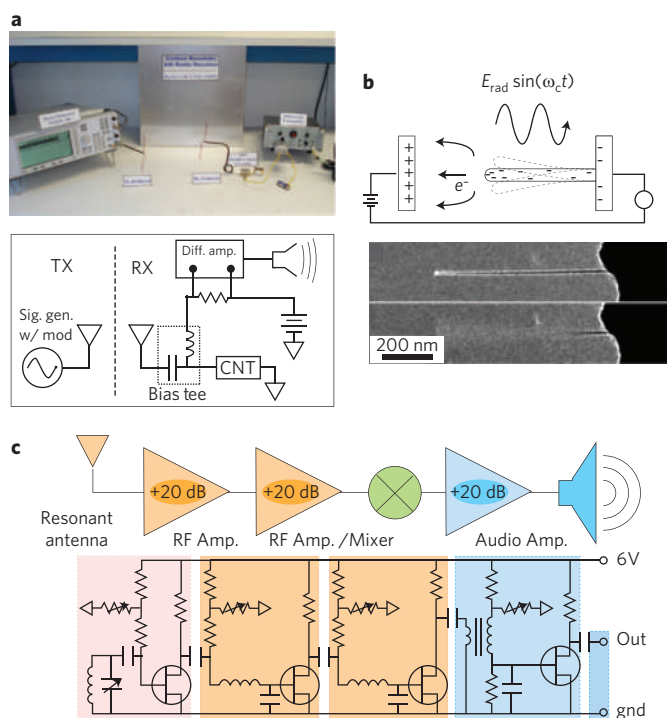 a
TX
RX
Diff. amp.
Sig. gen.
w/ mod
CNT
Bias tee
b
E_rad sin(ω_c t)
+
+
+
+
+
e⁻
200 nm
c
+20 dB
+20 dB
+20 dB
Resonant
antenna
RF Amp.
RF Amp. /Mixer
Audio Amp.
6V
Out
gnd